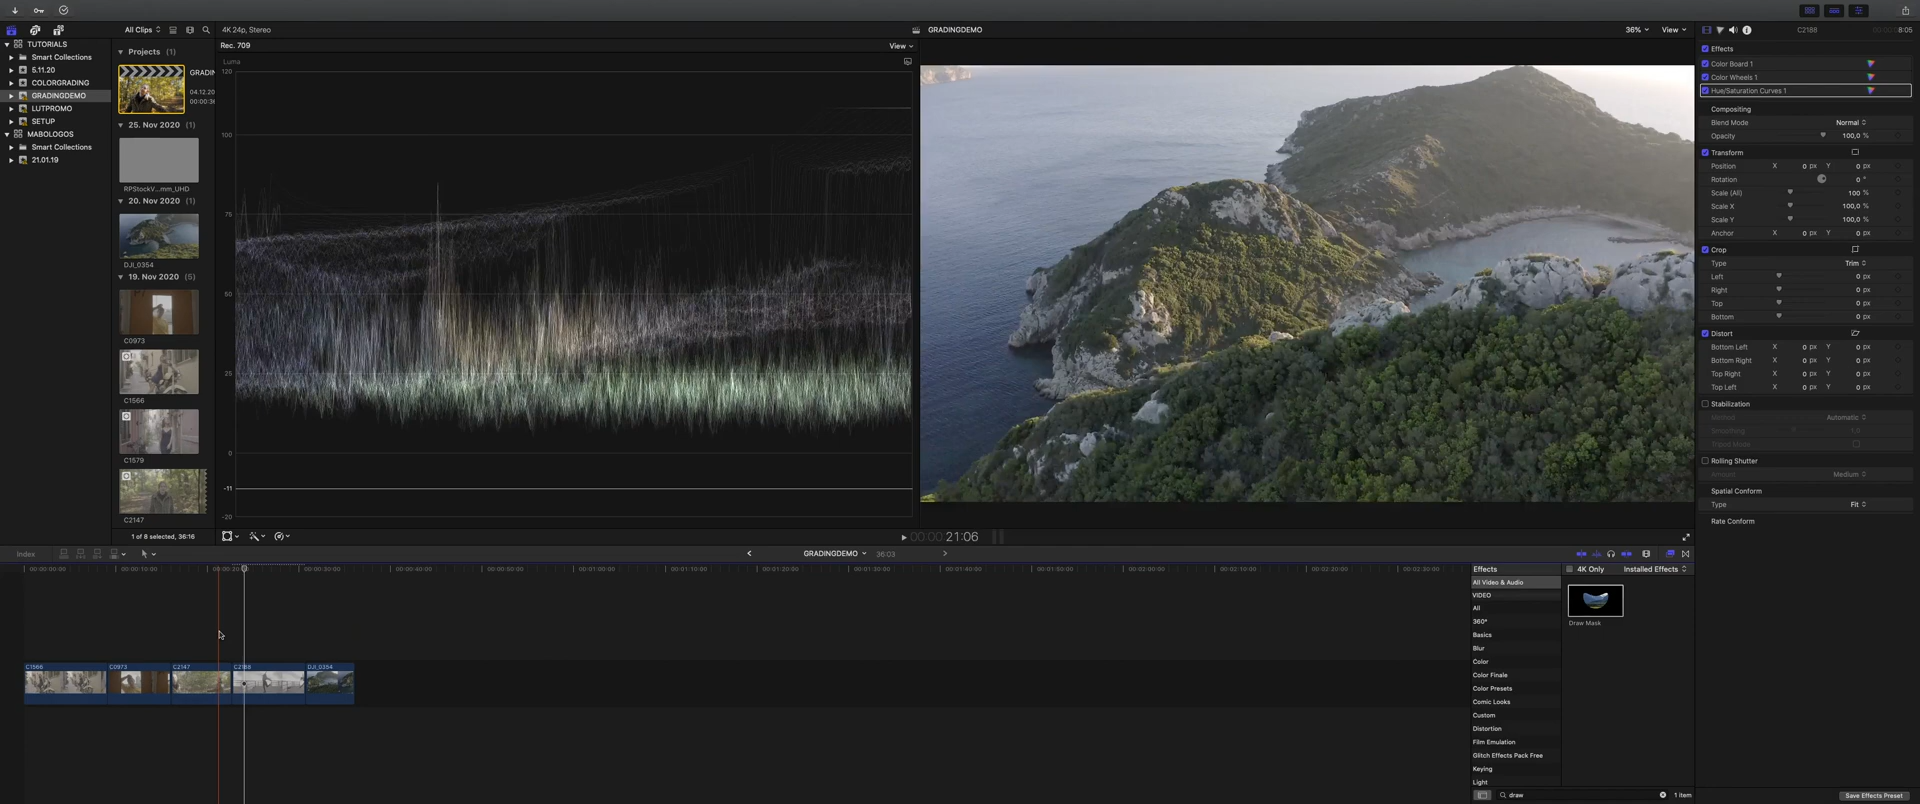 All Clips
4K 24p, Stereo
GRADINGDEMO
36%
View
C2188
8:05
TUTORIALS
Smart Collections
5.11.20
COLORGRADING
GRADINGDEMO
LUTPROMO
SETUP
MABOLOGOS
Smart Collections
21.01.19
Projects (1)
GRADIN
04.12.20
00:00:36
25. Nov 2020 (1)
RPStockV...mm_UHD
20. Nov 2020 (1)
DJI_0354
19. Nov 2020 (5)
C0973
C1566
C1579
C2147
1 of 8 selected, 36:16
Rec. 709
View
Luma
120
100
75
50
25
0
-11
-20
21:06
Effects
Color Board 1
Color Wheels 1
Hue/Saturation Curves 1
Compositing
Blend Mode Normal
Opacity 100,0 %
Transform
Position X 0 px Y 0 px
Rotation 0 °
Scale (All) 100 %
Scale X 100,0 %
Scale Y 100,0 %
Anchor X 0 px Y 0 px
Crop
Type Trim
Left 0 px
Right 0 px
Top 0 px
Bottom 0 px
Distort
Bottom Left X 0 px Y 0 px
Bottom Right X 0 px Y 0 px
Top Right X 0 px Y 0 px
Top Left X 0 px Y 0 px
Stabilization
Method Automatic
Smoothing
Tripod Mode
Rolling Shutter
Amount Medium
Spatial Conform
Type Fit
Rate Conform
Save Effects Preset
Index
GRADINGDEMO
36:03
00:00:00:00
00:00:10:00
00:00:20:00
00:00:30:00
00:00:40:00
00:00:50:00
00:01:00:00
00:01:10:00
00:01:20:00
00:01:30:00
00:01:40:00
00:01:50:00
00:02:00:00
00:02:10:00
00:02:20:00
00:02:30:00
C1566
C0973
C2147
C2188
DJI_0354
Effects
4K Only
Installed Effects
All Video & Audio
VIDEO
All
360°
Basics
Blur
Color
Color Finale
Color Presets
Comic Looks
Custom
Distortion
Film Emulation
Glitch Effects Pack Free
Keying
Light
Draw Mask
draw
1 item